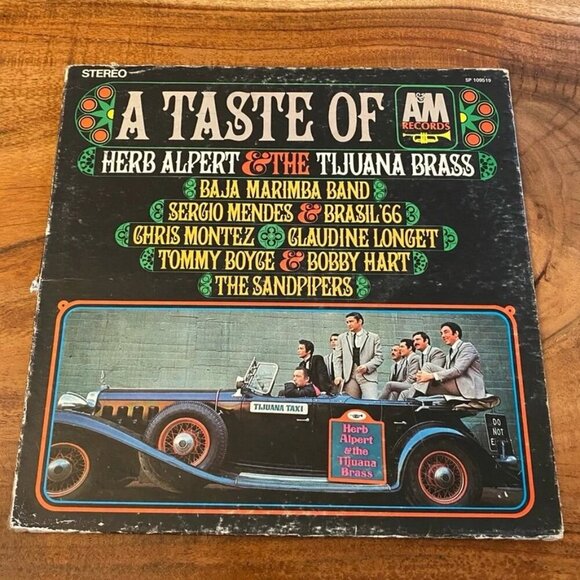 STEREO
SP 109519
A TASTE OF
A&M
RECORDS
HERB ALPERT & THE TIJUANA BRASS
BAJA MARIMBA BAND
SERGIO MENDES & BRASIL '66
CHRIS MONTEZ CLAUDINE LONGET
TOMMY BOYCE & BOBBY HART
THE SANDPIPERS
TIJUANA TAXI
Herb
Alpert
& the
Tijuana
Brass
DO
NOT